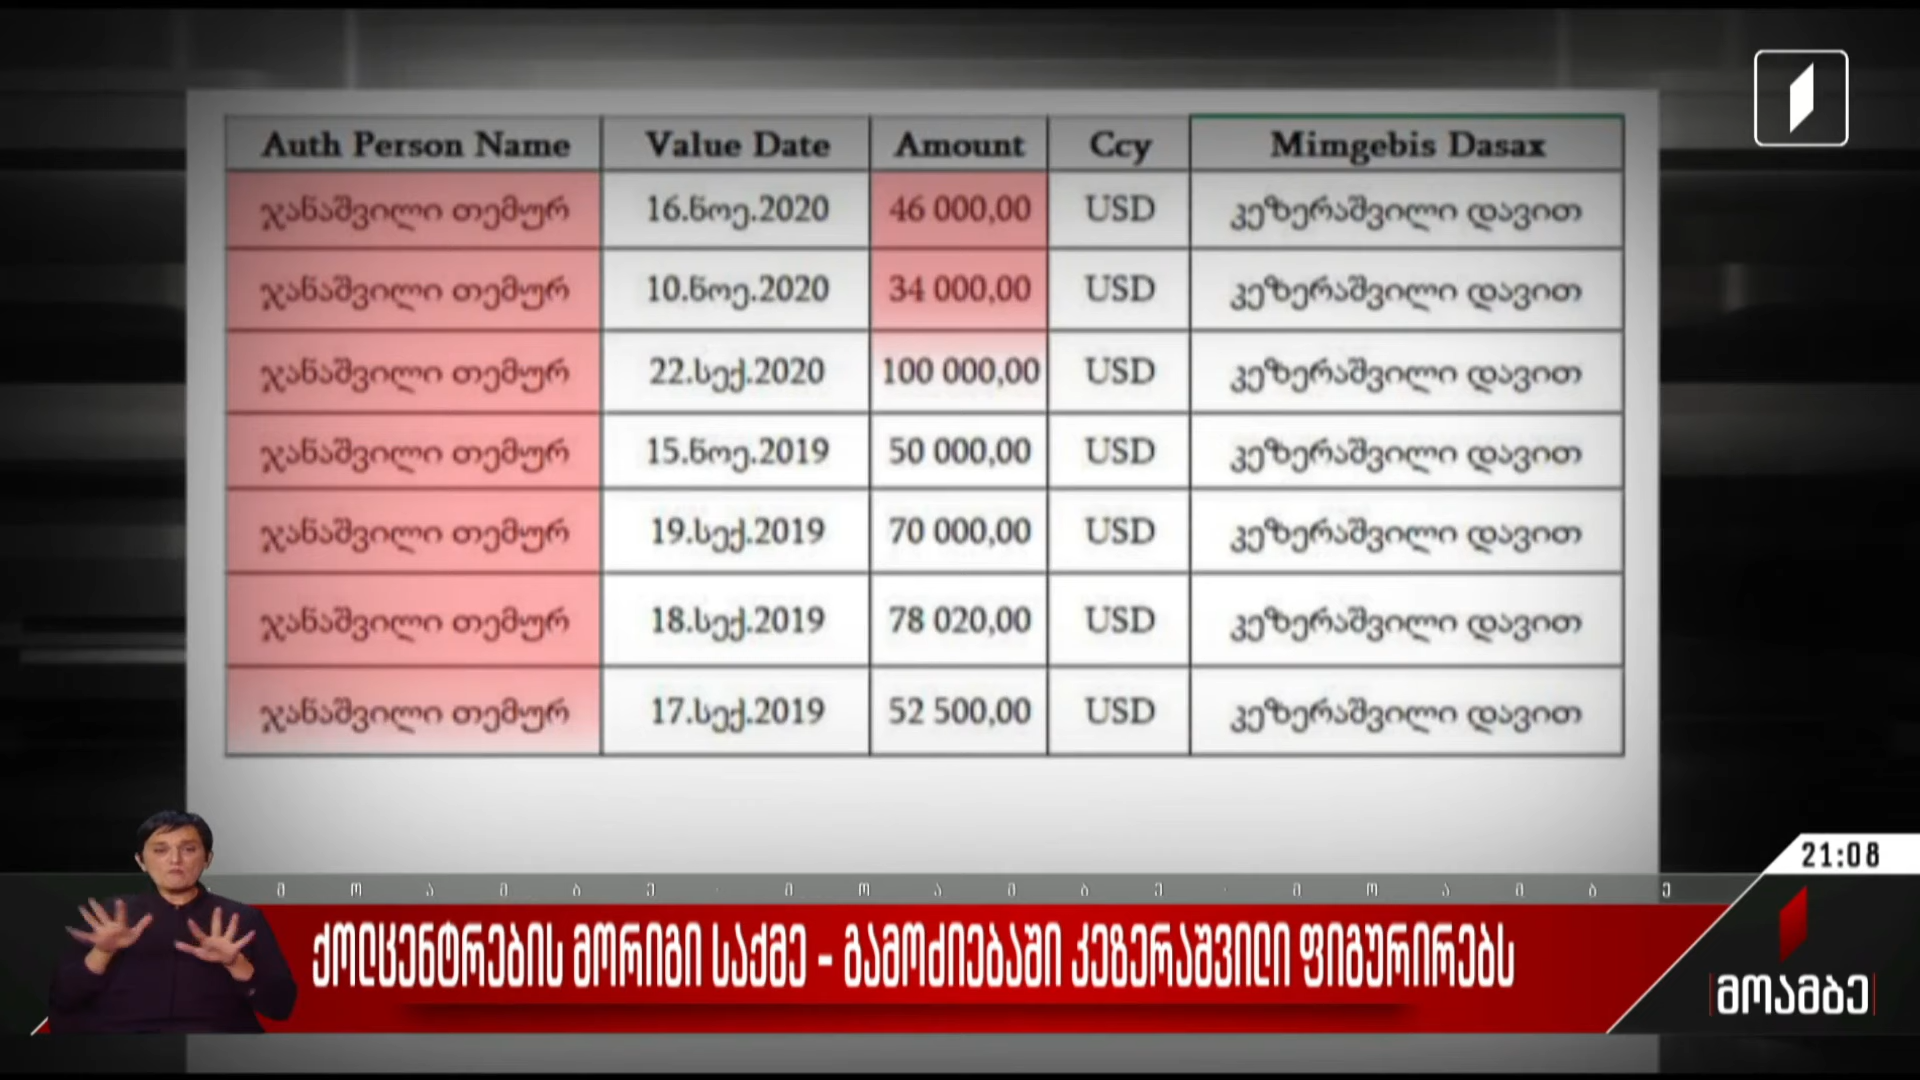 Auth Person Name Value Date Amount Ccy Mimgebis Dasax
ჯანაშვილი თემურ 16.ნოე.2020 46 000,00 USD კეზერაშვილი დავით
ჯანაშვილი თემურ 10.ნოე.2020 34 000,00 USD კეზერაშვილი დავით
ჯანაშვილი თემურ 22.სექ.2020 100 000,00 USD კეზერაშვილი დავით
ჯანაშვილი თემურ 15.ნოე.2019 50 000,00 USD კეზერაშვილი დავით
ჯანაშვილი თემურ 19.სექ.2019 70 000,00 USD კეზერაშვილი დავით
ჯანაშვილი თემურ 18.სექ.2019 78 020,00 USD კეზერაშვილი დავით
ჯანაშვილი თემურ 17.სექ.2019 52 500,00 USD კეზერაშვილი დავით
21:08
მოამბე · მოამბე · მოამბე
ქოლცენტრების მორიგი საქმე - გამოძიებაში კეზერაშვილი ფიგურირებს
მოამბე